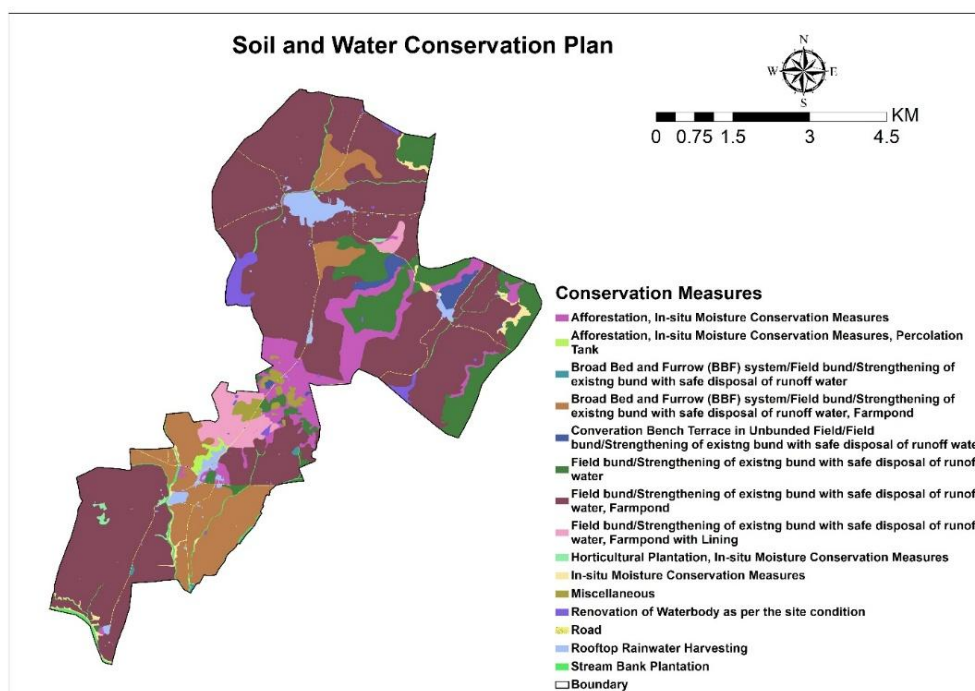 Soil and Water Conservation Plan
N
W E
S
KM
0 0.75 1.5 3 4.5
Conservation Measures
Afforestation, In-situ Moisture Conservation Measures
Afforestation, In-situ Moisture Conservation Measures, Percolation
Tank
Broad Bed and Furrow (BBF) system/Field bund/Strengthening of
existng bund with safe disposal of runoff water
Broad Bed and Furrow (BBF) system/Field bund/Strengthening of
existng bund with safe disposal of runoff water, Farmpond
Converation Bench Terrace in Unbunded Field/Field
bund/Strengthening of existng bund with safe disposal of runoff wate
Field bund/Strengthening of existng bund with safe disposal of runof
water
Field bund/Strengthening of existng bund with safe disposal of runof
water, Farmpond
Field bund/Strengthening of existng bund with safe disposal of runof
water, Farmpond with Lining
Horticultural Plantation, In-situ Moisture Conservation Measures
In-situ Moisture Conservation Measures
Miscellaneous
Renovation of Waterbody as per the site condition
Road
Rooftop Rainwater Harvesting
Stream Bank Plantation
Boundary